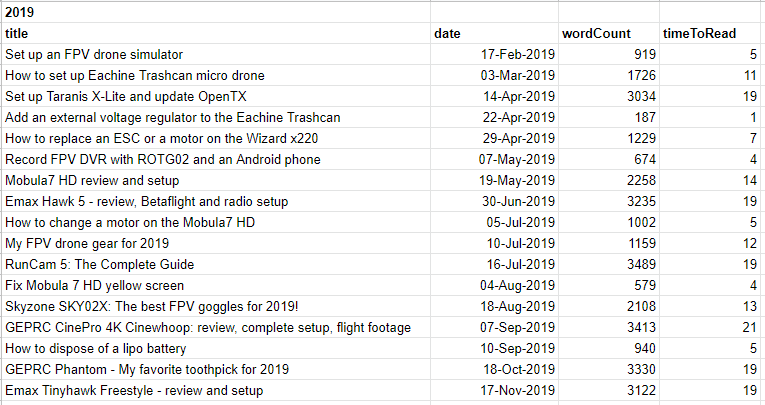 2019
title date wordCount timeToRead
Set up an FPV drone simulator 17-Feb-2019 919 5
How to set up Eachine Trashcan micro drone 03-Mar-2019 1726 11
Set up Taranis X-Lite and update OpenTX 14-Apr-2019 3034 19
Add an external voltage regulator to the Eachine Trashcan 22-Apr-2019 187 1
How to replace an ESC or a motor on the Wizard x220 29-Apr-2019 1229 7
Record FPV DVR with ROTG02 and an Android phone 07-May-2019 674 4
Mobula7 HD review and setup 19-May-2019 2258 14
Emax Hawk 5 - review, Betaflight and radio setup 30-Jun-2019 3235 19
How to change a motor on the Mobula7 HD 05-Jul-2019 1002 5
My FPV drone gear for 2019 10-Jul-2019 1159 12
RunCam 5: The Complete Guide 16-Jul-2019 3489 19
Fix Mobula 7 HD yellow screen 04-Aug-2019 579 4
Skyzone SKY02X: The best FPV goggles for 2019! 18-Aug-2019 2108 13
GEPRC CinePro 4K Cinewhoop: review, complete setup, flight footage 07-Sep-2019 3413 21
How to dispose of a lipo battery 10-Sep-2019 940 5
GEPRC Phantom - My favorite toothpick for 2019 18-Oct-2019 3330 19
Emax Tinyhawk Freestyle - review and setup 17-Nov-2019 3122 19